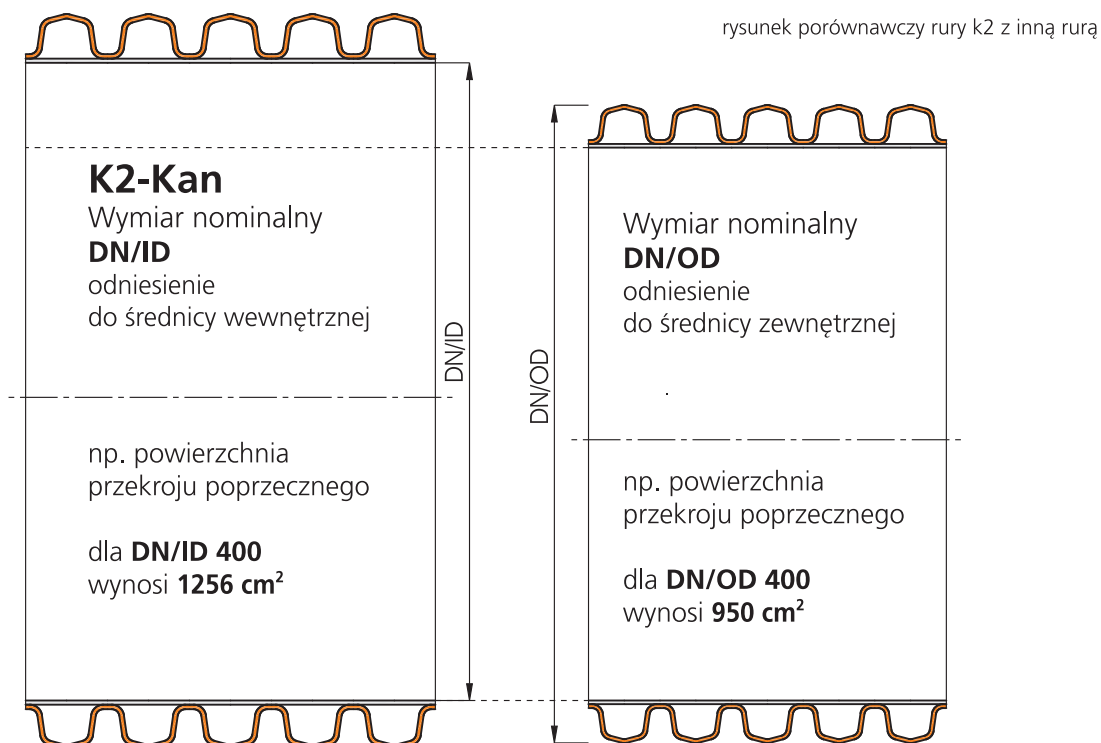 rysunek porównawczy rury k2 z inną rurą
K2-Kan
Wymiar nominalny
DN/ID
odniesienie
do średnicy wewnętrznej
np. powierzchnia
przekroju poprzecznego
dla DN/ID 400
wynosi 1256 cm²
DN/ID
DN/OD
Wymiar nominalny
DN/OD
odniesienie
do średnicy zewnętrznej
np. powierzchnia
przekroju poprzecznego
dla DN/OD 400
wynosi 950 cm²